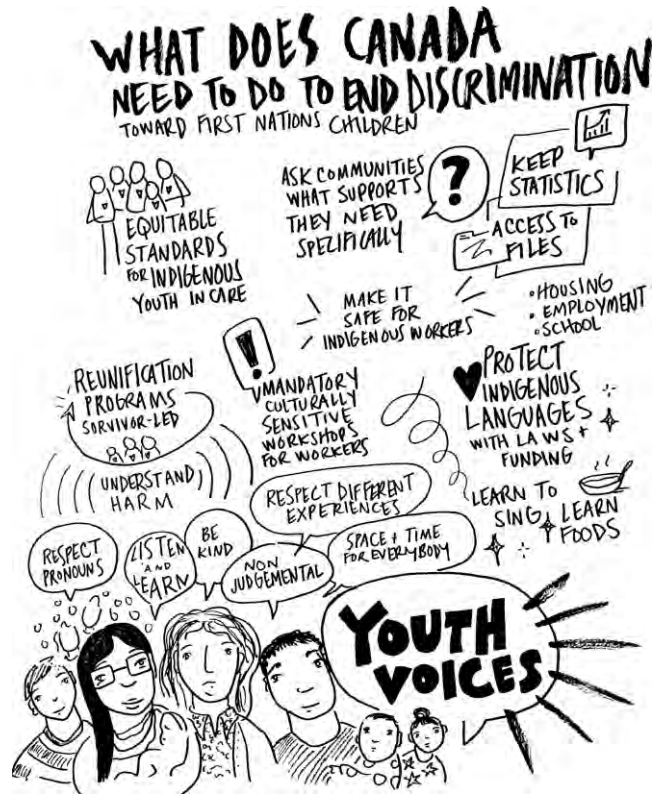 WHAT DOES CANADA
NEED TO DO TO END DISCRIMINATION
TOWARD FIRST NATIONS CHILDREN
EQUITABLE
STANDARDS
FOR INDIGENOUS
YOUTH IN CARE
ASK COMMUNITIES
WHAT SUPPORTS
THEY NEED
SPECIFICALLY
?
KEEP
STATISTICS
ACCESS TO
FILES
MAKE IT
SAFE FOR
INDIGENOUS WORKERS
• HOUSING
• EMPLOYMENT
• SCHOOL
REUNIFICATION
PROGRAMS
SURVIVOR-LED
UNDERSTAND
HARM
!
MANDATORY
CULTURALLY
SENSITIVE
WORKSHOPS
FOR WORKERS
PROTECT
INDIGENOUS
LANGUAGES
WITH LAWS +
FUNDING
LEARN TO
SING
LEARN
FOODS
RESPECT
PRONOUNS
LISTEN
AND
LEARN
BE
KIND
RESPECT DIFFERENT
EXPERIENCES
NON
JUDGEMENTAL
SPACE + TIME
FOR EVERYBODY
YOUTH
VOICES